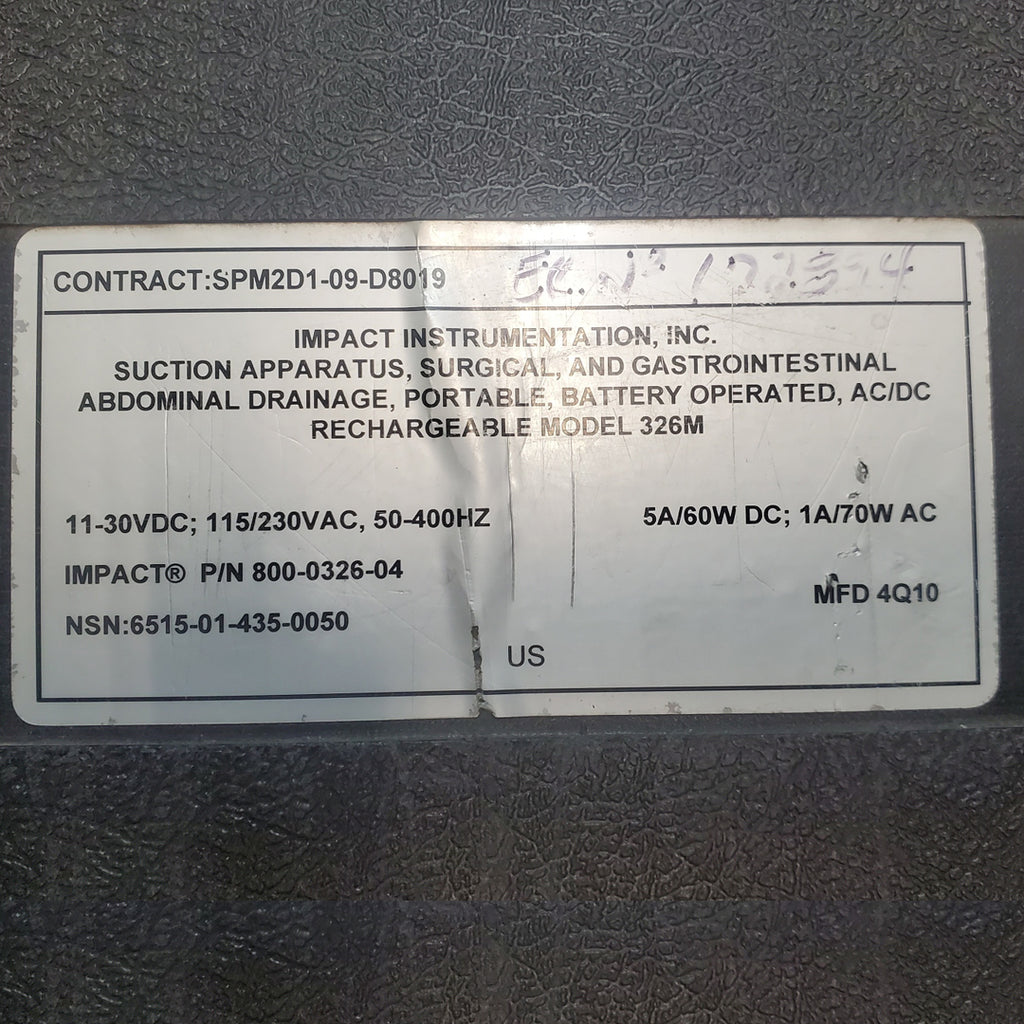 CONTRACT:SPM2D1-09-D8019
IMPACT INSTRUMENTATION, INC.
SUCTION APPARATUS, SURGICAL, AND GASTROINTESTINAL
ABDOMINAL DRAINAGE, PORTABLE, BATTERY OPERATED, AC/DC
RECHARGEABLE MODEL 326M
11-30VDC; 115/230VAC, 50-400HZ 5A/60W DC; 1A/70W AC
IMPACT® P/N 800-0326-04
MFD 4Q10
NSN:6515-01-435-0050
US